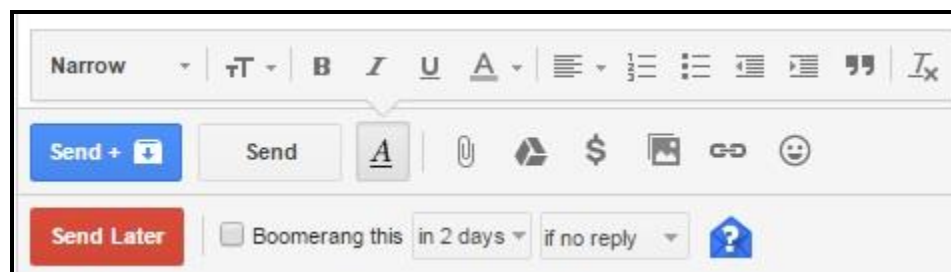 Narrow
Send + Send
Send Later Boomerang this in 2 days if no reply